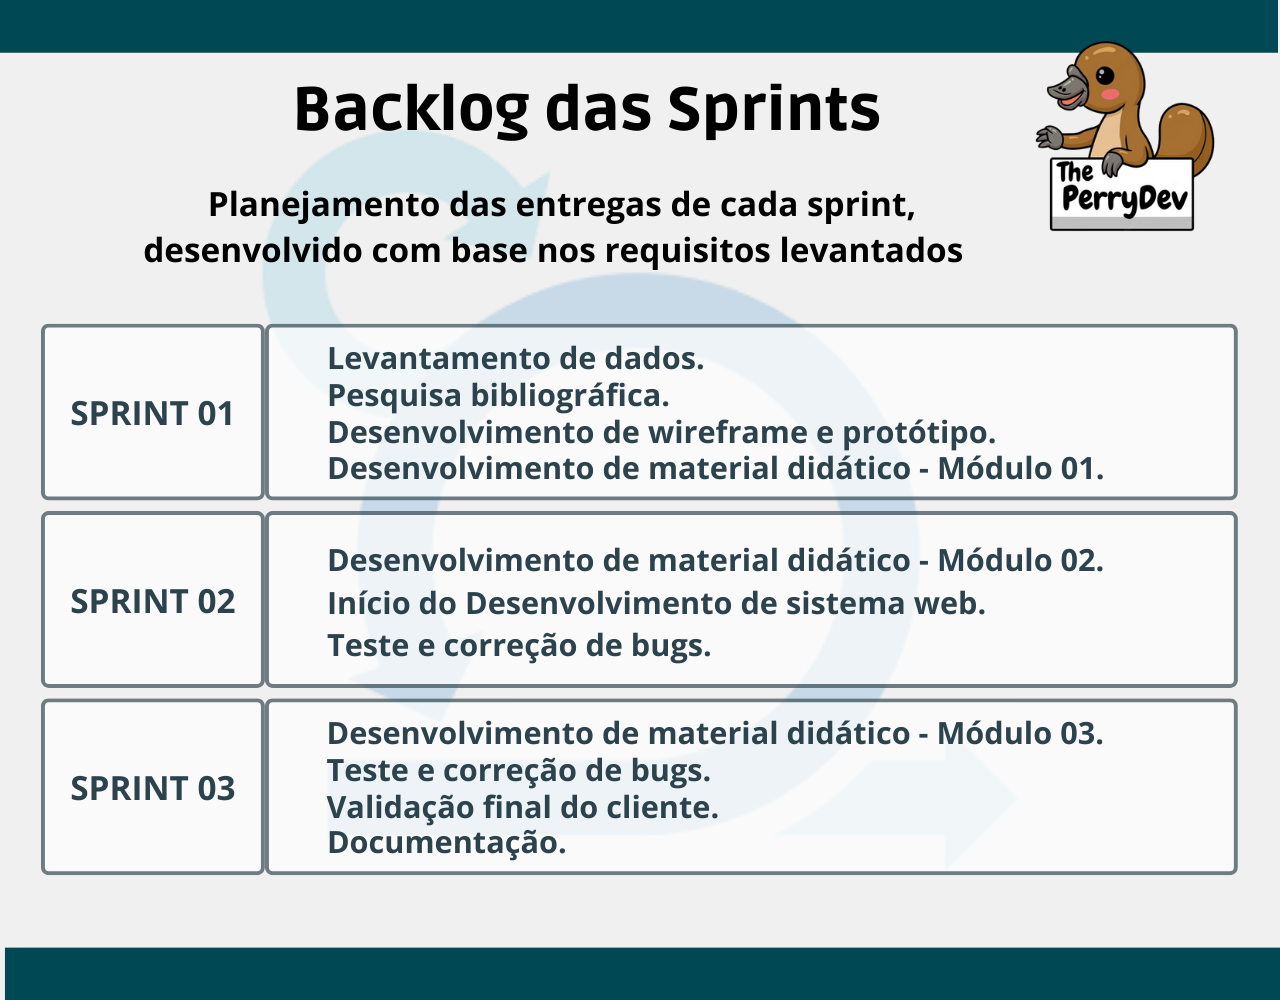 Backlog das Sprints
The
PerryDev
Planejamento das entregas de cada sprint,
desenvolvido com base nos requisitos levantados
SPRINT 01
Levantamento de dados.
Pesquisa bibliográfica.
Desenvolvimento de wireframe e protótipo.
Desenvolvimento de material didático - Módulo 01.
SPRINT 02
Desenvolvimento de material didático - Módulo 02.
Início do Desenvolvimento de sistema web.
Teste e correção de bugs.
SPRINT 03
Desenvolvimento de material didático - Módulo 03.
Teste e correção de bugs.
Validação final do cliente.
Documentação.